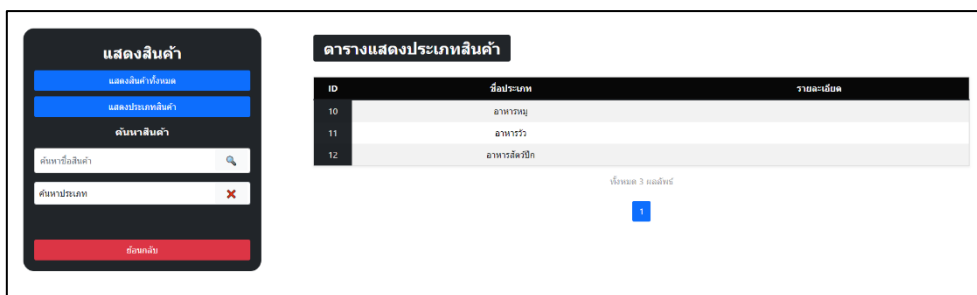 แสดงสินค้า
แสดงสินค้าทั้งหมด
แสดงประเภทสินค้า
ค้นหาสินค้า
ค้นหาชื่อสินค้า
ค้นหาประเภท
ย้อนกลับ
ตารางแสดงประเภทสินค้า
ID ชื่อประเภท รายละเอียด
10 อาหารหมู
11 อาหารวัว
12 อาหารสัตว์ปีก
ทั้งหมด 3 ผลลัพธ์
1